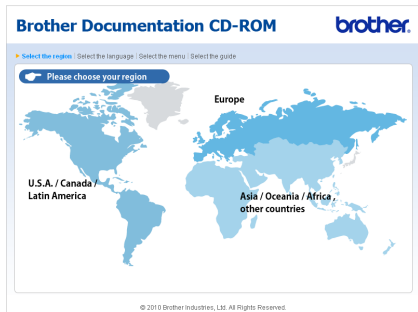 Brother Documentation CD-ROM
brother.
Select the region | Select the language | Select the menu | Select the guide
Please choose your region
Europe
U.S.A. / Canada /
Latin America
Asia / Oceania / Africa ,
other countries
© 2010 Brother Industries, Ltd. All Rights Reserved.